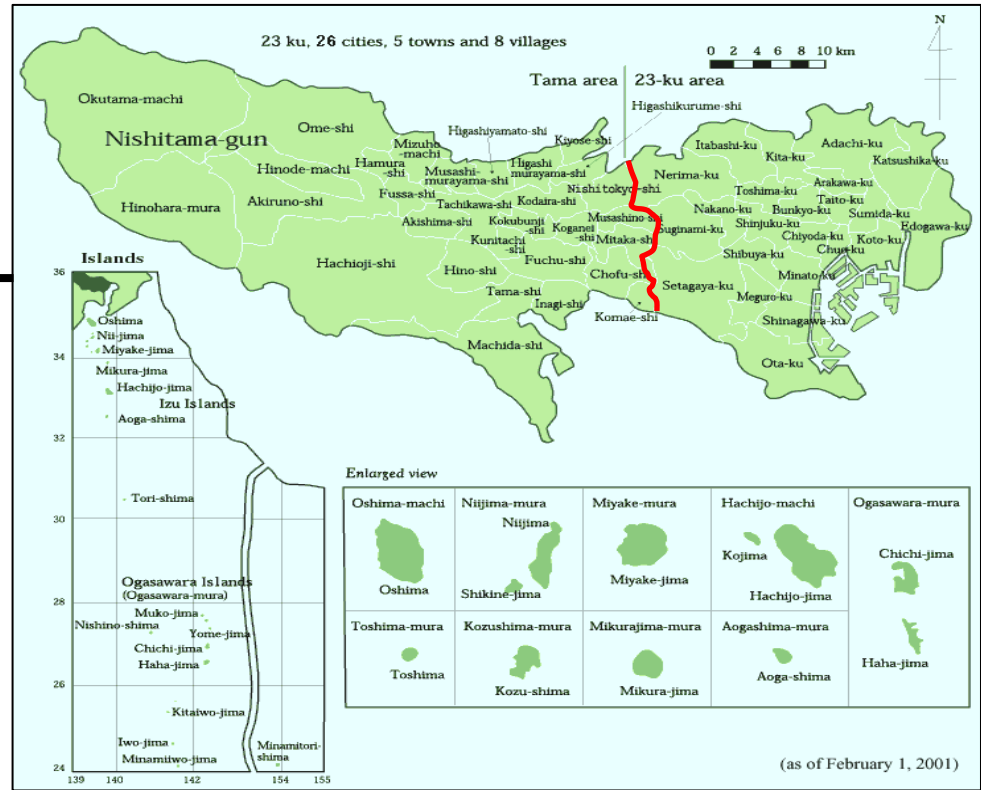 23 ku, 26 cities, 5 towns and 8 villages
N
0 2 4 6 8 10 km
Tama area
23-ku area
Okutama-machi
Nishitama-gun
Ome-shi
Mizuho
-machi
Higashiyamato-shi
Kiyose-shi
Higashikurume-shi
Hinode-machi
Hamura
-shi
Musashi-
murayama-shi
Higashi
murayama-shi
Itabashi-ku
Kita-ku
Adachi-ku
Katsushika-ku
Nerima-ku
Hinohara-mura
Akiruno-shi
Fussa-shi
Tachikawa-shi
Kodaira-shi
Nishitokyo-shi
Toshima-ku
Arakawa-ku
Taito-ku
Akishima-shi
Kokubunji
-shi
Koganei
-shi
Musashino-shi
Mitaka-shi
Suginami-ku
Nakano-ku
Bunkyo-ku
Sumida-ku
Shinjuku-ku
Edogawa-ku
Chiyoda-ku
Koto-ku
Chuo-ku
Kunitachi
-shi
Hachioji-shi
Hino-shi
Fuchu-shi
Chofu-shi
Shibuya-ku
Minato-ku
Setagaya-ku
Meguro-ku
Tama-shi
Inagi-shi
Komae-shi
Shinagawa-ku
Machida-shi
Ota-ku
Islands
36
Oshima
Nii-jima
Miyake-jima
34
Mikura-jima
Hachijo-jima
Izu Islands
Aoga-shima
32
Tori-shima
30
Ogasawara Islands
(Ogasawara-mura)
28
Muko-jima
Nishino-shima
Yome-jima
Chichi-jima
Haha-jima
26
Kitaiwo-jima
Iwo-jima
Minamitori-
shima
Minamiiwo-jima
24
139 140 142 154 155
Enlarged view
Oshima-machi
Oshima
Niijima-mura
Niijima
Shikine-jima
Miyake-mura
Miyake-jima
Hachijo-machi
Kojima
Hachijo-jima
Ogasawara-mura
Chichi-jima
Haha-jima
Toshima-mura
Toshima
Kozushima-mura
Kozu-shima
Mikurajima-mura
Mikura-jima
Aogashima-mura
Aoga-shima
(as of February 1, 2001)